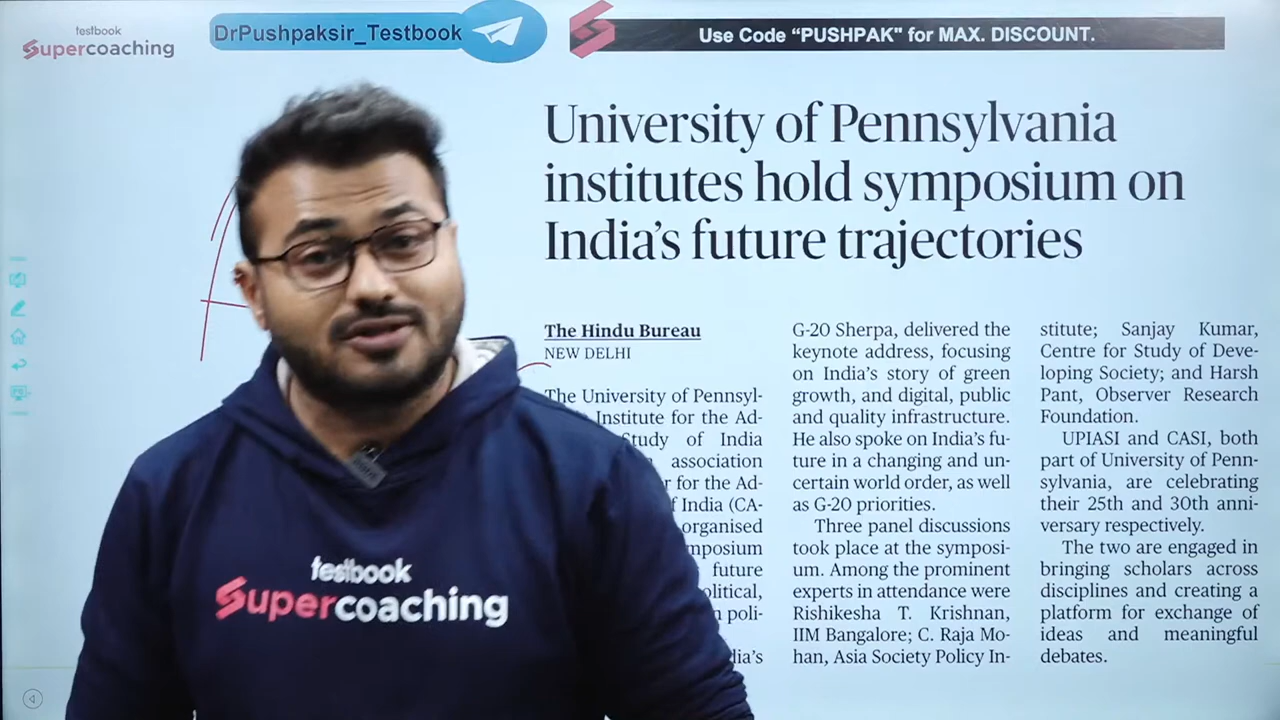 testbook
Supercoaching
DrPushpaksir_Testbook
Use Code “PUSHPAK" for MAX. DISCOUNT.
University of Pennsylvania
institutes hold symposium on
India’s future trajectories
The Hindu Bureau
NEW DELHI
The University of Pennsyl-
Institute for the Ad-
Study of India
association
for the Ad-
India (CA-
organised
future
poli-
G-20 Sherpa, delivered the
keynote address, focusing
on India’s story of green
growth, and digital, public
and quality infrastructure.
He also spoke on India’s fu-
ture in a changing and un-
certain world order, as well
as G-20 priorities.
Three panel discussions
took place at the symposi-
um. Among the prominent
experts in attendance were
Rishikesha T. Krishnan,
IIM Bangalore; C. Raja Mo-
han, Asia Society Policy In-
stitute; Sanjay Kumar,
Centre for Study of Deve-
loping Society; and Harsh
Pant, Observer Research
Foundation.
UPIASI and CASI, both
part of University of Penn-
sylvania, are celebrating
their 25th and 30th anni-
versary respectively.
The two are engaged in
bringing scholars across
disciplines and creating a
platform for exchange of
ideas and meaningful
debates.
testbook
Supercoaching